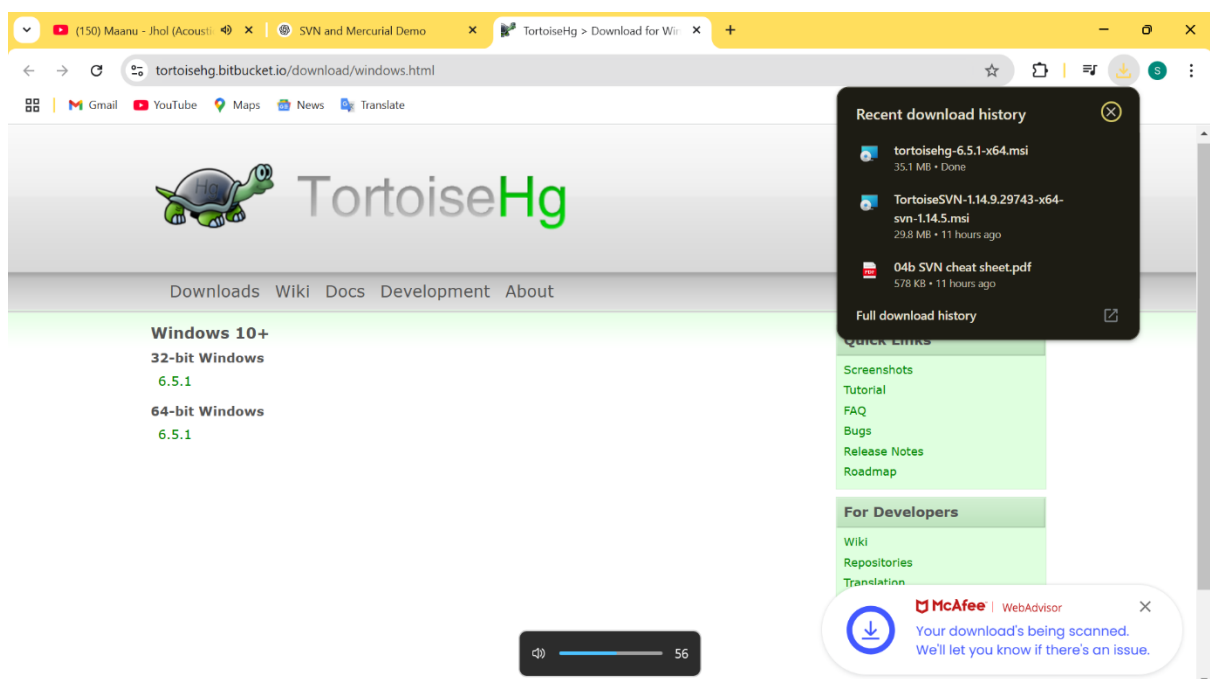 (150) Maanu - Jhol (Acousti
SVN and Mercurial Demo
TortoiseHg > Download for Win
tortoisehg.bitbucket.io/download/windows.html
S
Gmail
YouTube
Maps
News
Translate
Recent download history
tortoisehg-6.5.1-x64.msi
35.1 MB • Done
TortoiseSVN-1.14.9.29743-x64-
svn-1.14.5.msi
29.8 MB • 11 hours ago
PDF
04b SVN cheat sheet.pdf
578 KB • 11 hours ago
Full download history
Hg
TortoiseHg
Downloads Wiki Docs Development About
Windows 10+
32-bit Windows
6.5.1
64-bit Windows
6.5.1
Quick Links
Screenshots
Tutorial
FAQ
Bugs
Release Notes
Roadmap
For Developers
Wiki
Repositories
Translation
McAfee | WebAdvisor
Your download's being scanned.
We'll let you know if there's an issue.
56